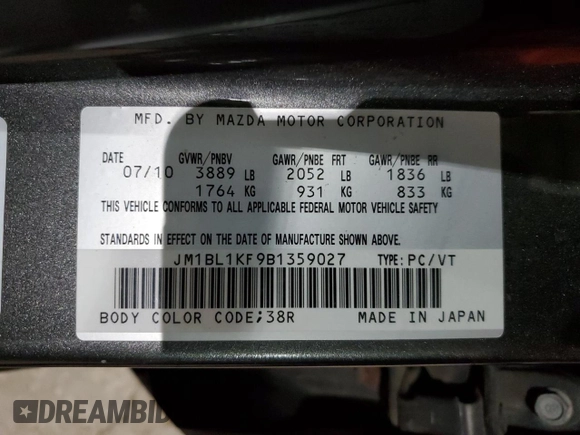 MFD. BY MAZDA MOTOR CORPORATION
DATE GVWR/PNBV GAWR/PNBE FRT GAWR/PNBE RR
07/10 3889 LB 2052 LB 1836 LB
1764 KG 931 KG 833 KG
THIS VEHICLE CONFORMS TO ALL APPLICABLE FEDERAL MOTOR VEHICLE SAFETY
STANDARDS IN EFFECT ON THE DATE OF MANUFACTURE SHOWN ABOVE.
JM1BL1KF9B1359027 TYPE:PC/VT
BODY COLOR CODE;38R MADE IN JAPAN
DREAMBID